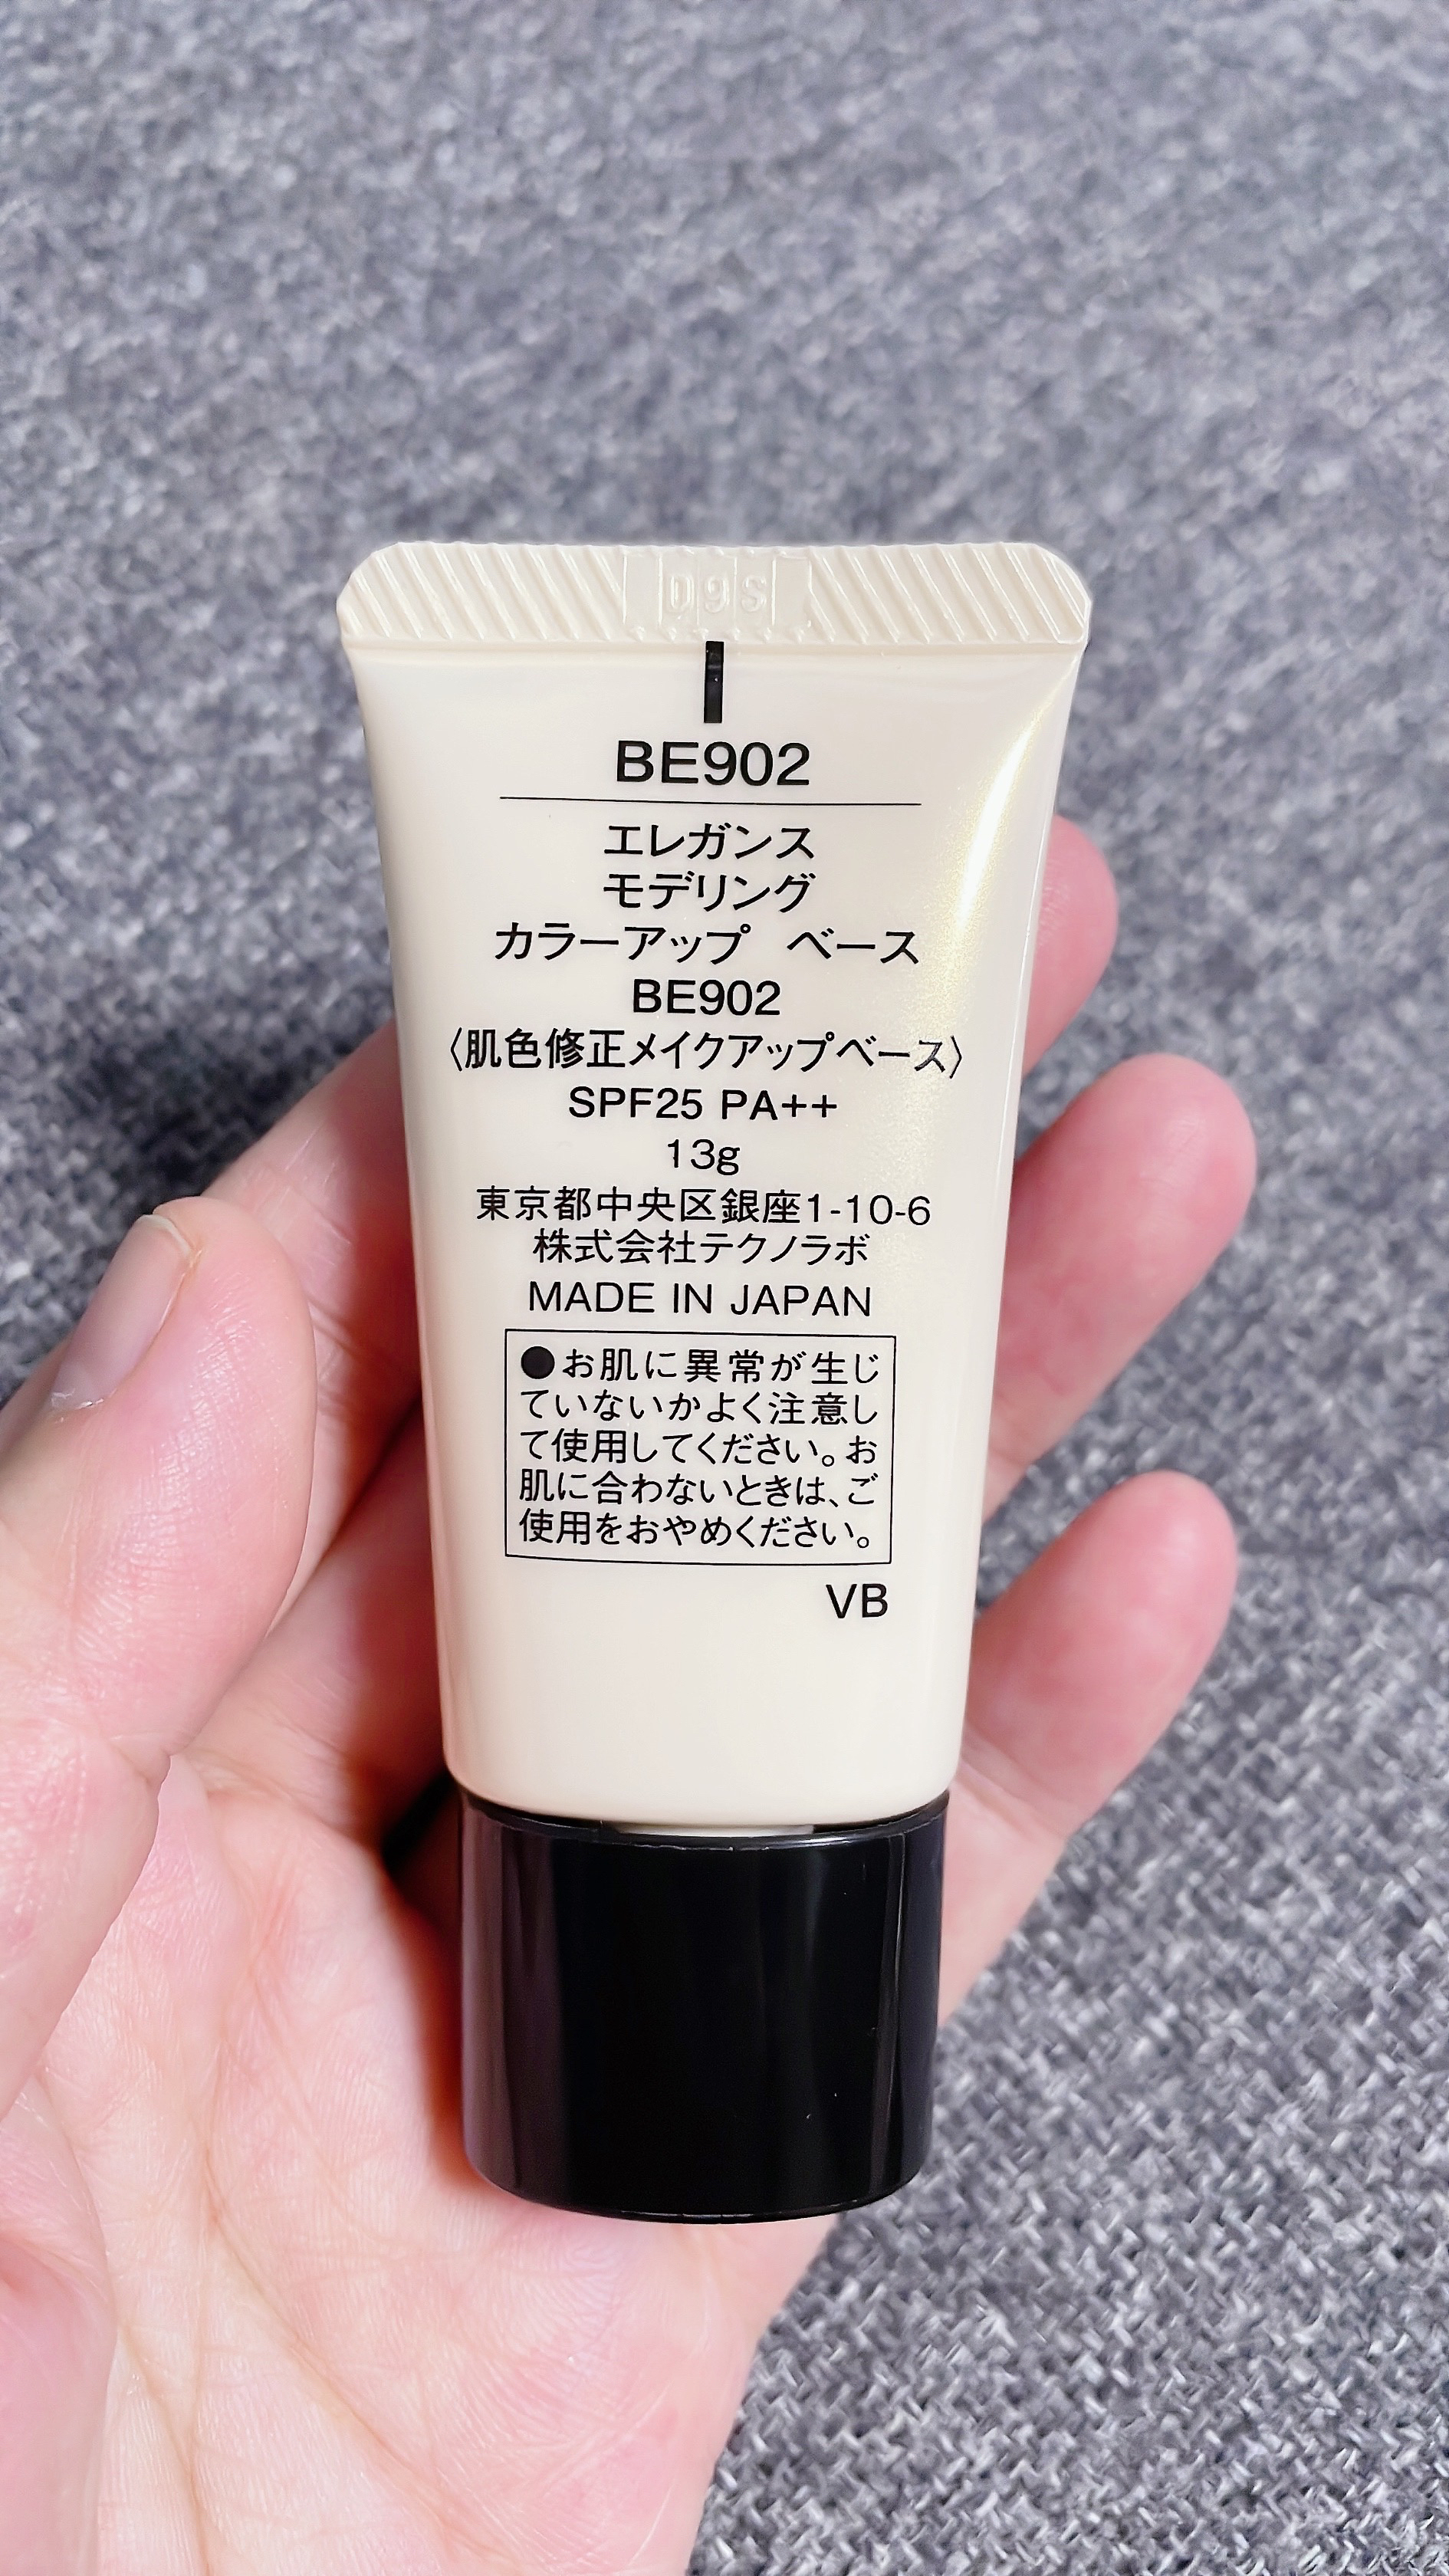 D9S
BE902
エレガンス
モデリング
カラーアップ ベース
BE902
〈肌色修正メイクアップベース〉
SPF25 PA++
13g
東京都中央区銀座1-10-6
株式会社テクノラボ
MADE IN JAPAN
●お肌に異常が生じ
ていないかよく注意し
て使用してください。お
肌に合わないときは、ご
使用をおやめください。
VB